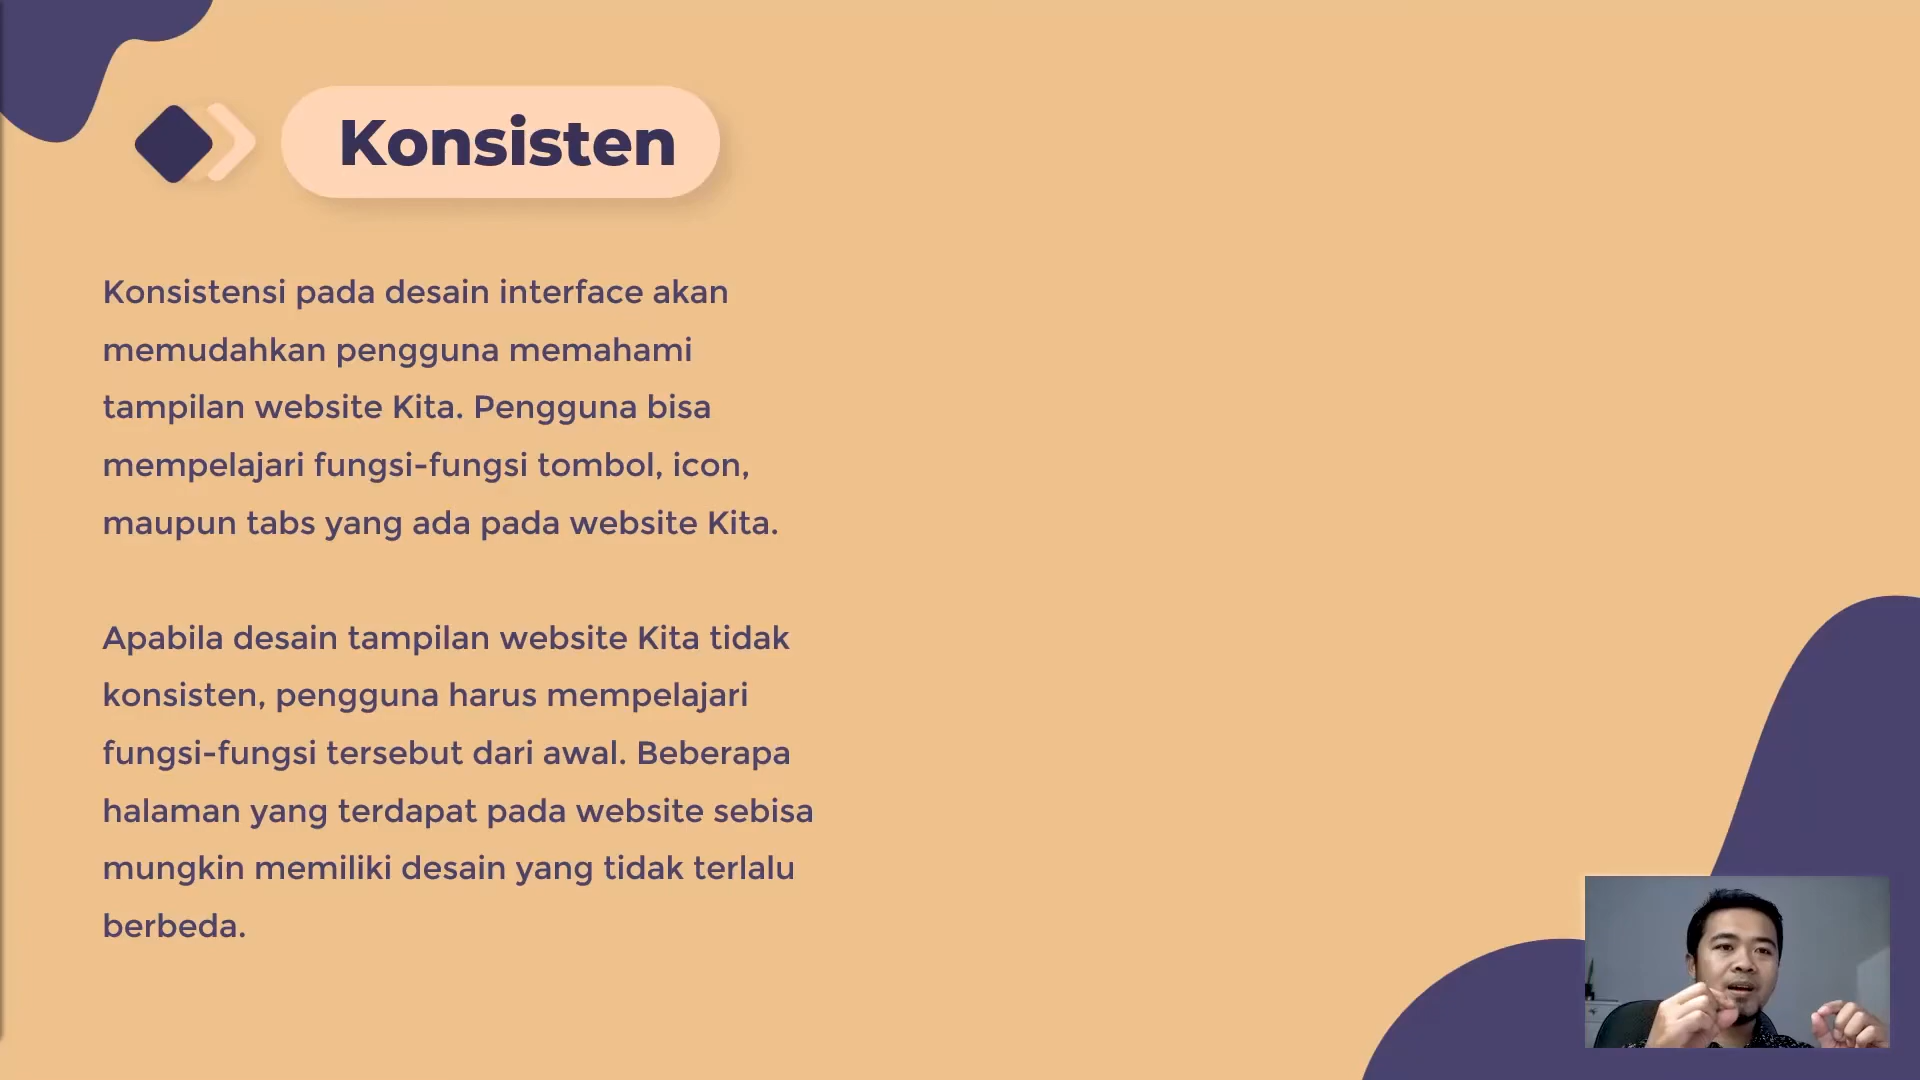 Konsisten
Konsistensi pada desain interface akan
memudahkan pengguna memahami
tampilan website Kita. Pengguna bisa
mempelajari fungsi-fungsi tombol, icon,
maupun tabs yang ada pada website Kita.
Apabila desain tampilan website Kita tidak
konsisten, pengguna harus mempelajari
fungsi-fungsi tersebut dari awal. Beberapa
halaman yang terdapat pada website sebisa
mungkin memiliki desain yang tidak terlalu
berbeda.